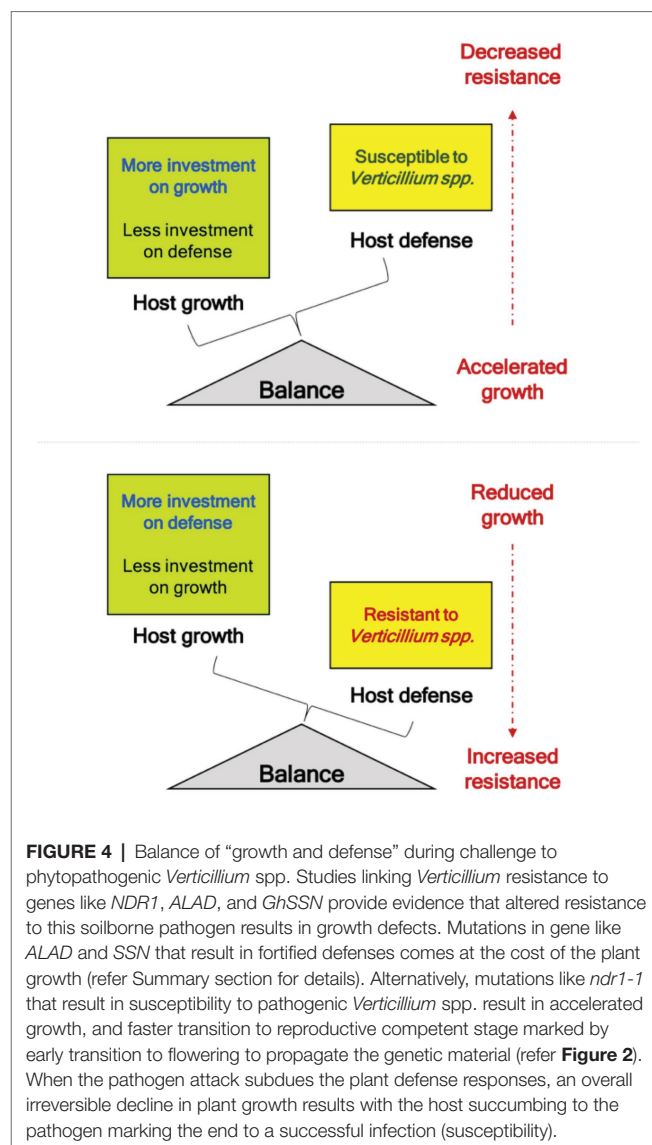 Decreased
resistance
More investment
on growth
Less investment
on defense
Susceptible to
Verticillium spp.
Host defense
Host growth
Balance
Accelerated
growth
More investment
on defense
Less investment
on growth
Reduced
growth
Host growth
Resistant to
Verticillium spp.
Host defense
Balance
Increased
resistance
FIGURE 4 | Balance of “growth and defense” during challenge to
phytopathogenic Verticillium spp. Studies linking Verticillium resistance to
genes like NDR1, ALAD, and GhSSN provide evidence that altered resistance
to this soilborne pathogen results in growth defects. Mutations in gene like
ALAD and SSN that result in fortified defenses comes at the cost of the plant
growth (refer Summary section for details). Alternatively, mutations like ndr1-1
that result in susceptibility to pathogenic Verticillium spp. result in accelerated
growth, and faster transition to reproductive competent stage marked by
early transition to flowering to propagate the genetic material (refer Figure 2).
When the pathogen attack subdues the plant defense responses, an overall
irreversible decline in plant growth results with the host succumbing to the
pathogen marking the end to a successful infection (susceptibility).